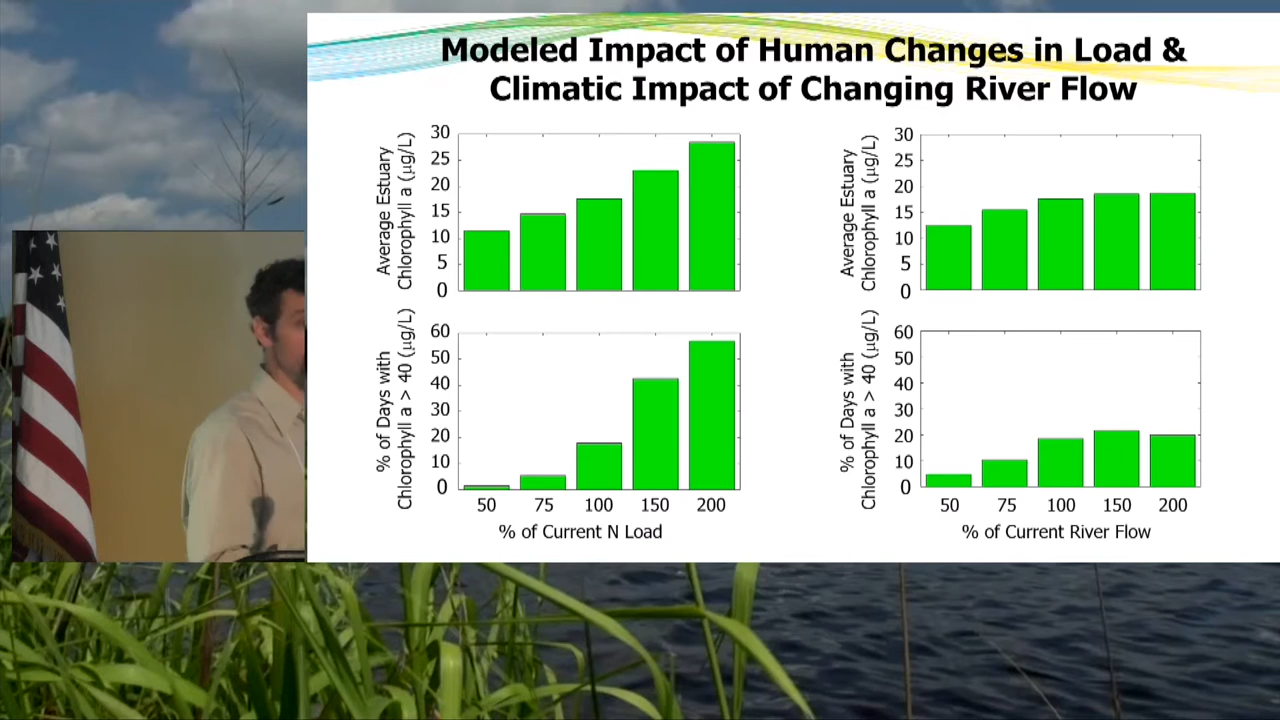 Modeled Impact of Human Changes in Load &
Climatic Impact of Changing River Flow
Average Estuary
Chlorophyll a (µg/L)
30
25
20
15
10
5
0
Average Estuary
Chlorophyll a (µg/L)
30
25
20
15
10
5
0
% of Days with
Chlorophyll a > 40 (µg/L)
60
50
40
30
20
10
0
50 75 100 150 200
% of Current N Load
% of Days with
Chlorophyll a > 40 (µg/L)
60
50
40
30
20
10
0
50 75 100 150 200
% of Current River Flow